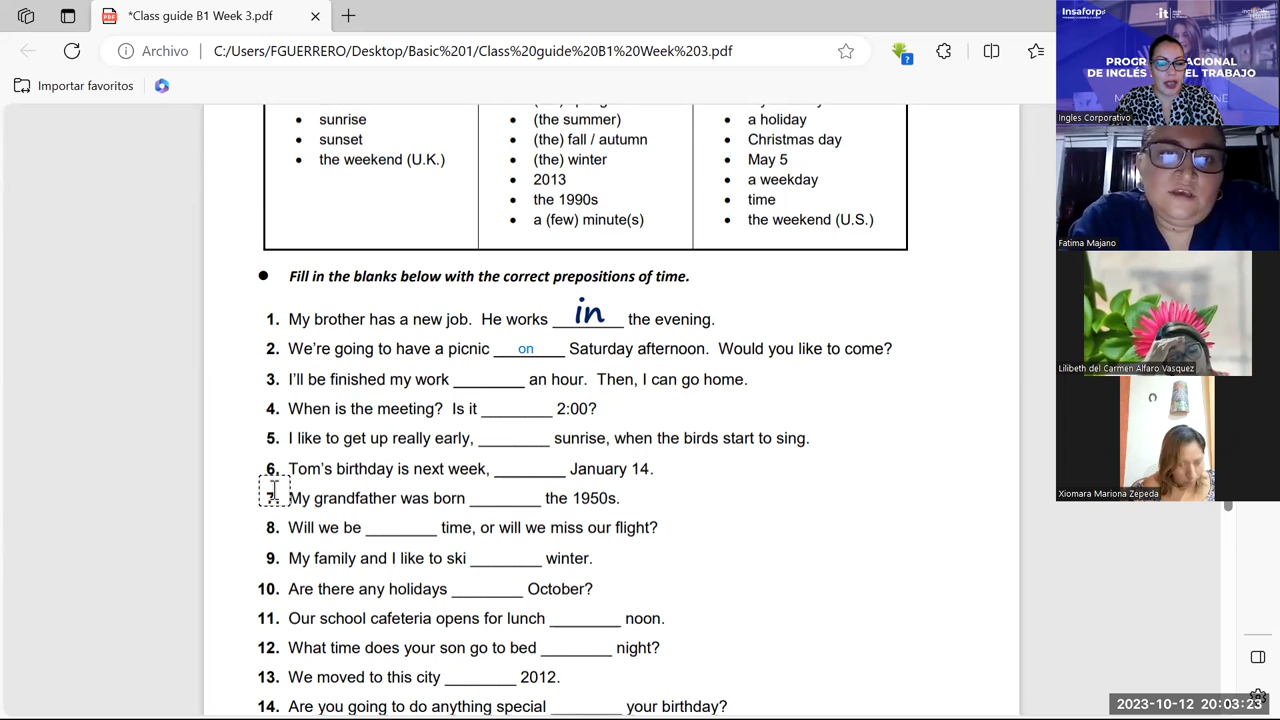 *Class guide B1 Week 3.pdf
Archivo
C:/Users/FGUERRERO/Desktop/Basic%201/Class%20guide%20B1%20Week%203.pdf
Importar favoritos
sunrise
sunset
the weekend (U.K.)
(the summer)
(the) fall / autumn
(the) winter
2013
the 1990s
a (few) minute(s)
a holiday
Christmas day
May 5
a weekday
time
the weekend (U.S.)
Fill in the blanks below with the correct prepositions of time.
1. My brother has a new job. He works in the evening.
2. We're going to have a picnic on Saturday afternoon. Would you like to come?
3. I'll be finished my work ________ an hour. Then, I can go home.
4. When is the meeting? Is it ________ 2:00?
5. I like to get up really early, ________ sunrise, when the birds start to sing.
6. Tom's birthday is next week, ________ January 14.
7. My grandfather was born ________ the 1950s.
8. Will we be ________ time, or will we miss our flight?
9. My family and I like to ski ________ winter.
10. Are there any holidays ________ October?
11. Our school cafeteria opens for lunch ________ noon.
12. What time does your son go to bed ________ night?
13. We moved to this city ________ 2012.
14. Are you going to do anything special ________ your birthday?
Insaforp
Ingles Corporativo
Fatima Majano
Lilibeth del Carmen Alfaro Vasquez
Xiomara Mariona Zepeda
2023-10-12 20:03:23